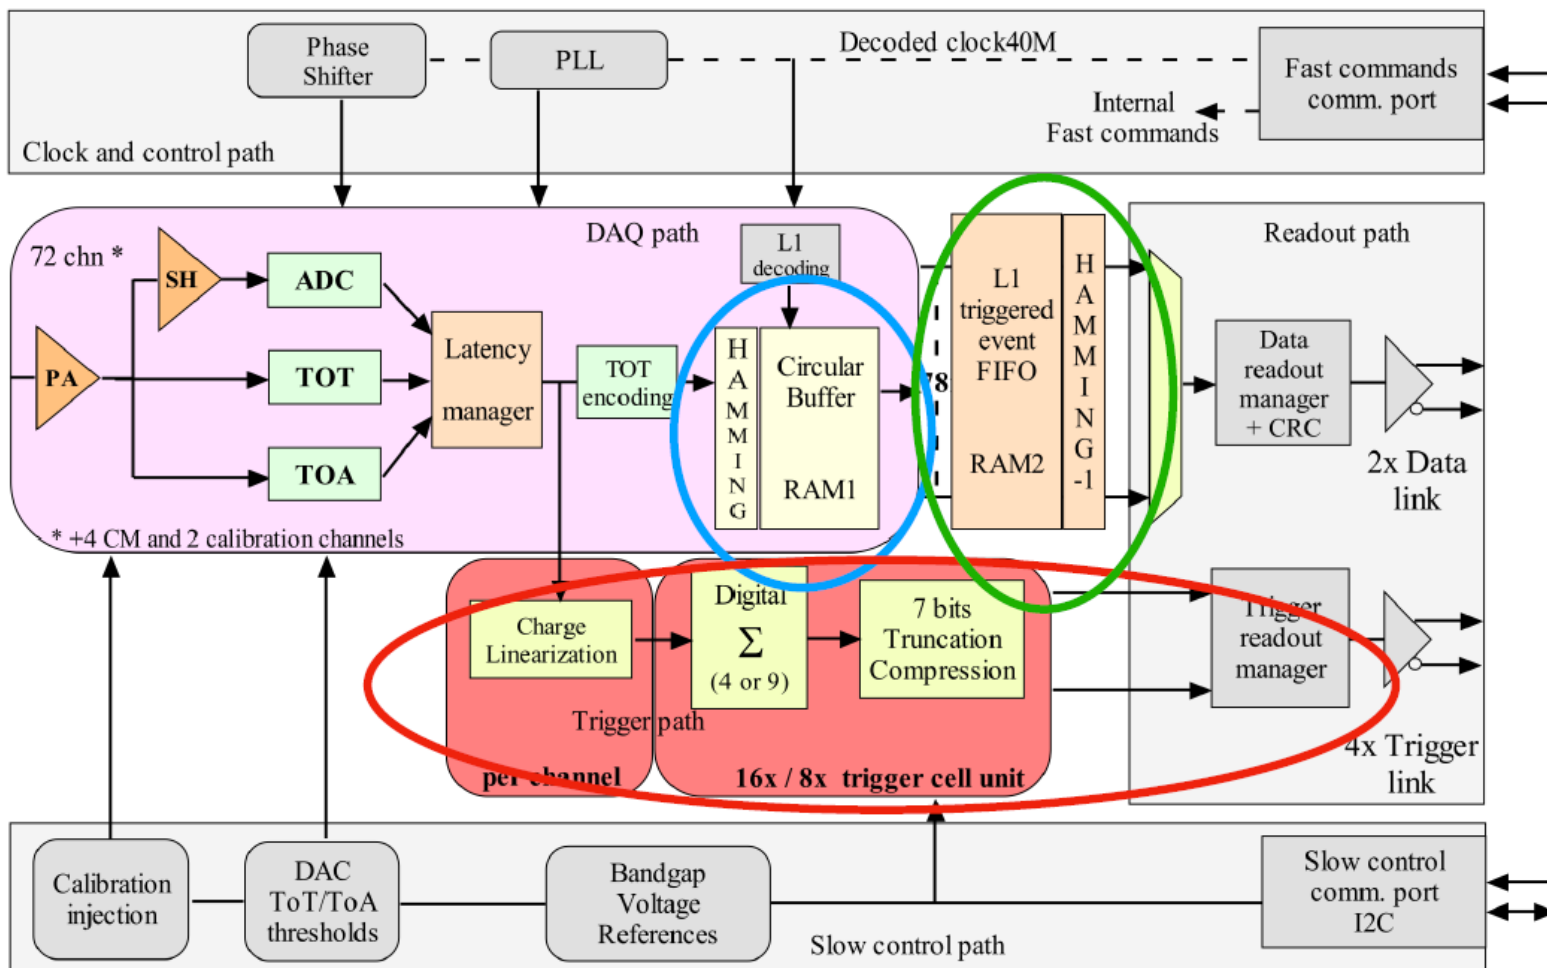 Phase
Shifter
PLL
Decoded clock40M
Fast commands
comm. port
Internal
Fast commands
Clock and control path
72 chn *
DAQ path
L1
decoding
SH
ADC
PA
TOT
TOA
Latency
manager
TOT
encoding
H
A
M
M
I
N
G
Circular
Buffer
RAM1
78
L1
triggered
event
FIFO
RAM2
H
A
M
M
I
N
G
-1
Readout path
Data
readout
manager
+ CRC
2x Data
link
* +4 CM and 2 calibration channels
Charge
Linearization
Digital
Σ
(4 or 9)
7 bits
Truncation
Compression
Trigger path
per channel
16x / 8x trigger cell unit
Trigger
readout
manager
4x Trigger
link
Calibration
injection
DAC
ToT/ToA
thresholds
Bandgap
Voltage
References
Slow control path
Slow control
comm. port
I2C